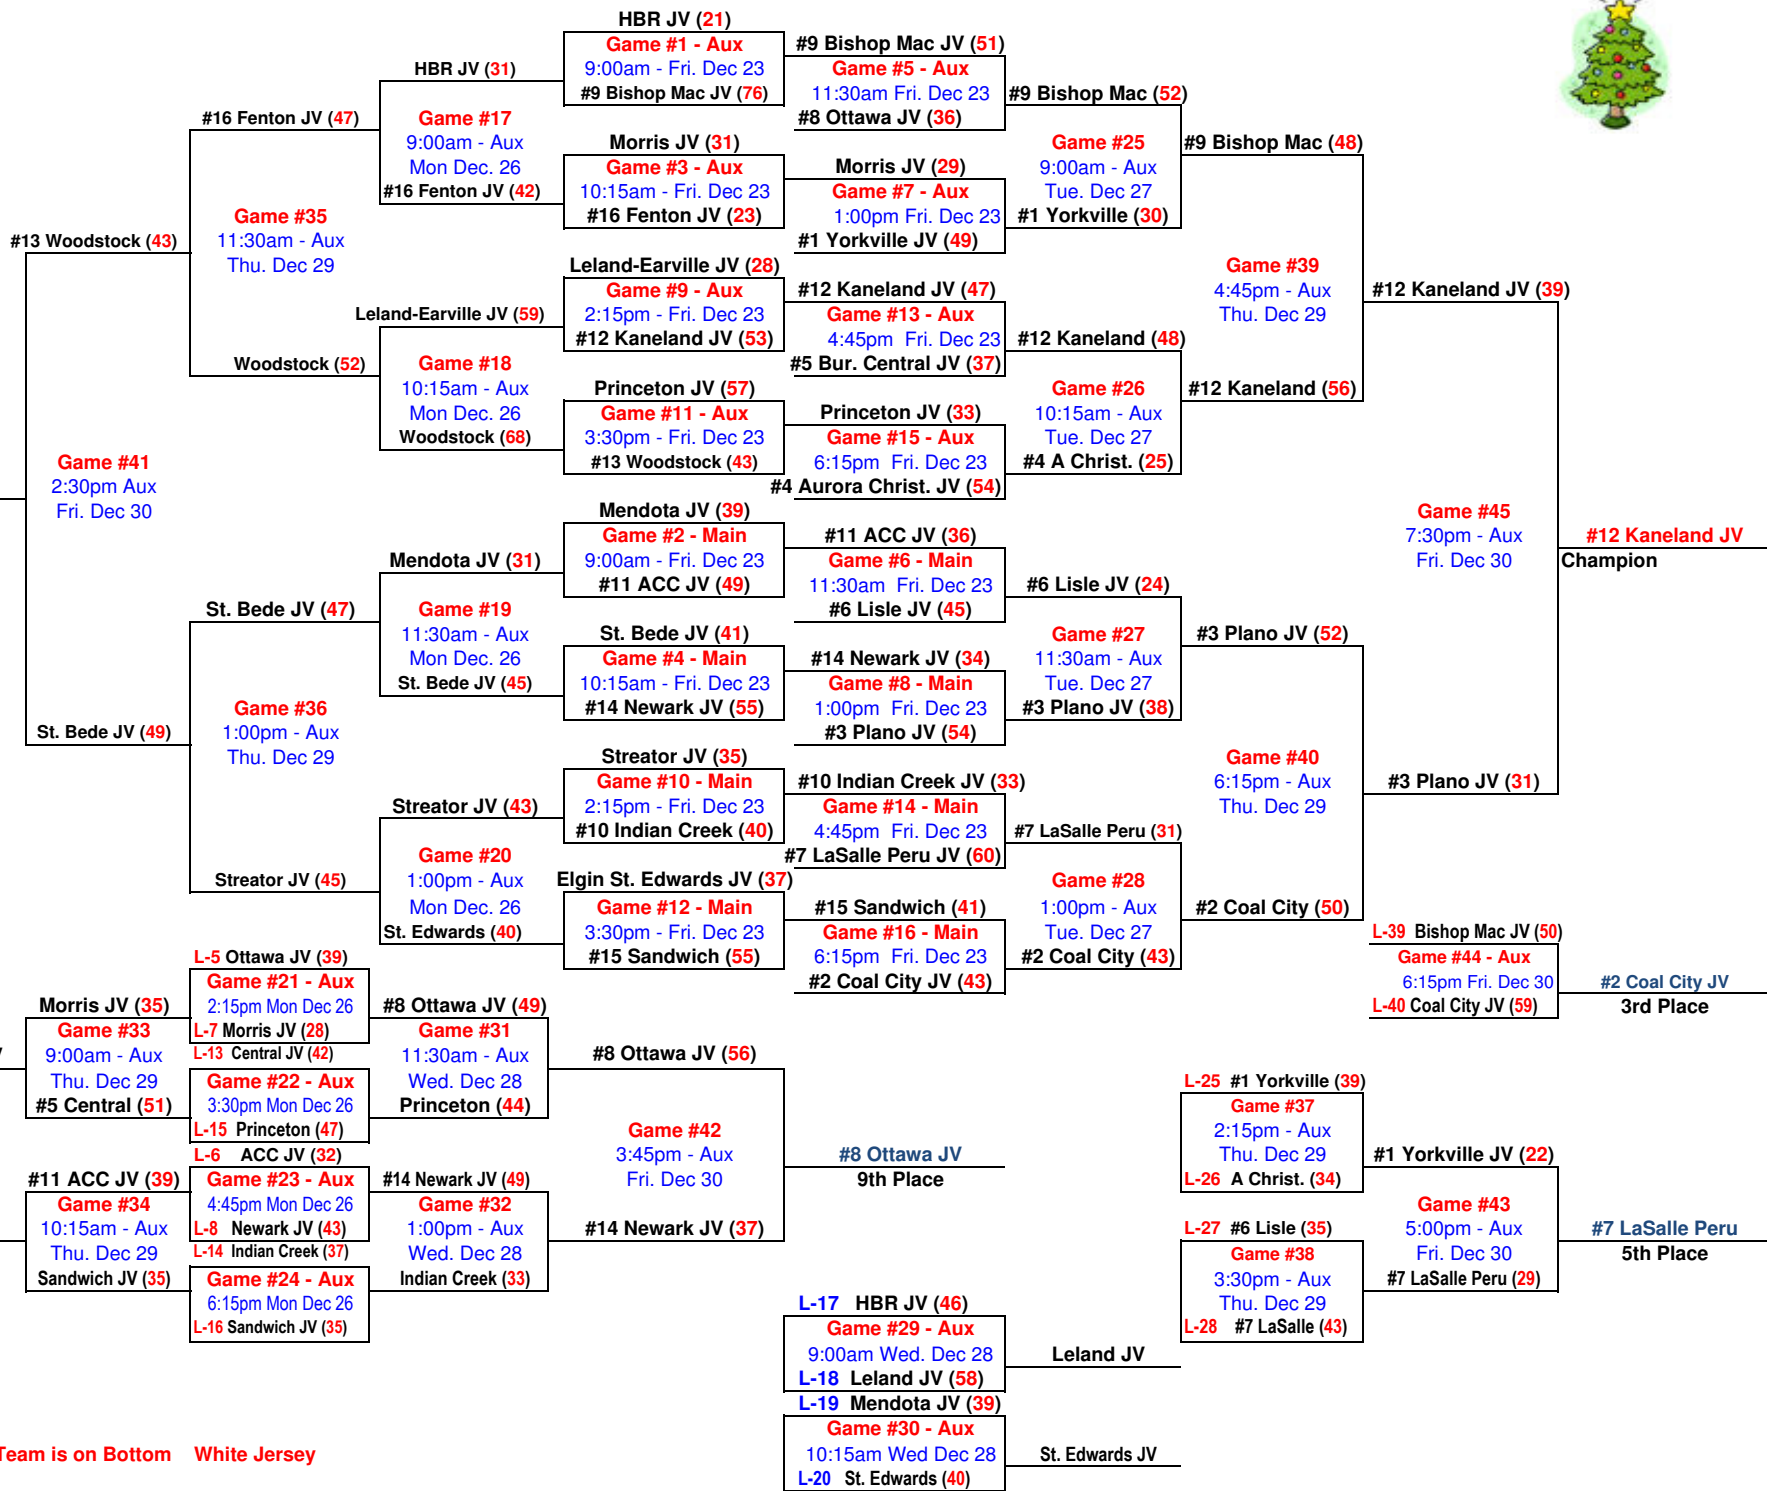 HBR JV (21)
Game #1 - Aux
9:00am - Fri. Dec 23
#9 Bishop Mac JV (76)
Morris JV (31)
Game #3 - Aux
10:15am - Fri. Dec 23
#16 Fenton JV (23)
Leland-Earville JV (28)
Game #9 - Aux
2:15pm - Fri. Dec 23
#12 Kaneland JV (53)
Princeton JV (57)
Game #11 - Aux
3:30pm - Fri. Dec 23
#13 Woodstock (43)
Mendota JV (39)
Game #2 - Main
9:00am - Fri. Dec 23
#11 ACC JV (49)
St. Bede JV (41)
Game #4 - Main
10:15am - Fri. Dec 23
#14 Newark JV (55)
Streator JV (35)
Game #10 - Main
2:15pm - Fri. Dec 23
#10 Indian Creek (40)
Elgin St. Edwards JV (37)
Game #12 - Main
3:30pm - Fri. Dec 23
#15 Sandwich (55)
#9 Bishop Mac JV (51)
Game #5 - Aux
11:30am Fri. Dec 23
#8 Ottawa JV (36)
Morris JV (29)
Game #7 - Aux
1:00pm Fri. Dec 23
#1 Yorkville JV (49)
#12 Kaneland JV (47)
Game #13 - Aux
4:45pm Fri. Dec 23
#5 Bur. Central JV (37)
Princeton JV (33)
Game #15 - Aux
6:15pm Fri. Dec 23
#4 Aurora Christ. JV (54)
#11 ACC JV (36)
Game #6 - Main
11:30am Fri. Dec 23
#6 Lisle JV (45)
#14 Newark JV (34)
Game #8 - Main
1:00pm Fri. Dec 23
#3 Plano JV (54)
#10 Indian Creek JV (33)
Game #14 - Main
4:45pm Fri. Dec 23
#7 LaSalle Peru JV (60)
#15 Sandwich (41)
Game #16 - Main
6:15pm Fri. Dec 23
#2 Coal City JV (43)
#9 Bishop Mac (52)
Game #25
9:00am - Aux
Tue. Dec 27
#1 Yorkville (30)
#12 Kaneland (48)
Game #26
10:15am - Aux
Tue. Dec 27
#4 A Christ. (25)
#6 Lisle JV (24)
Game #27
11:30am - Aux
Tue. Dec 27
#3 Plano JV (38)
#7 LaSalle Peru (31)
Game #28
1:00pm - Aux
Tue. Dec 27
#2 Coal City (43)
#9 Bishop Mac (48)
Game #39
4:45pm - Aux
Thu. Dec 29
#12 Kaneland (56)
#3 Plano JV (52)
Game #40
6:15pm - Aux
Thu. Dec 29
#2 Coal City (50)
#12 Kaneland JV (39)
Game #45
7:30pm - Aux
Fri. Dec 30
#3 Plano JV (31)
#12 Kaneland JV
Champion
L-39 Bishop Mac JV (50)
Game #44 - Aux
6:15pm Fri. Dec 30
L-40 Coal City JV (59)
#2 Coal City JV
3rd Place
L-25 #1 Yorkville (39)
Game #37
2:15pm - Aux
Thu. Dec 29
L-26 A Christ. (34)
L-27 #6 Lisle (35)
Game #38
3:30pm - Aux
Thu. Dec 29
L-28 #7 LaSalle (43)
#1 Yorkville JV (22)
Game #43
5:00pm - Aux
Fri. Dec 30
#7 LaSalle Peru (29)
#7 LaSalle Peru
5th Place
HBR JV (31)
Game #17
9:00am - Aux
Mon Dec. 26
#16 Fenton JV (42)
Leland-Earville JV (59)
Game #18
10:15am - Aux
Mon Dec. 26
Woodstock (68)
Mendota JV (31)
Game #19
11:30am - Aux
Mon Dec. 26
St. Bede JV (45)
Streator JV (43)
Game #20
1:00pm - Aux
Mon Dec. 26
St. Edwards (40)
#16 Fenton JV (47)
Game #35
11:30am - Aux
Thu. Dec 29
Woodstock (52)
St. Bede JV (47)
Game #36
1:00pm - Aux
Thu. Dec 29
Streator JV (45)
#13 Woodstock (43)
Game #41
2:30pm Aux
Fri. Dec 30
St. Bede JV (49)
L-5 Ottawa JV (39)
Game #21 - Aux
2:15pm Mon Dec 26
L-7 Morris JV (28)
L-13 Central JV (42)
Game #22 - Aux
3:30pm Mon Dec 26
L-15 Princeton (47)
L-6 ACC JV (32)
Game #23 - Aux
4:45pm Mon Dec 26
L-8 Newark JV (43)
L-14 Indian Creek (37)
Game #24 - Aux
6:15pm Mon Dec 26
L-16 Sandwich JV (35)
Morris JV (35)
Game #33
9:00am - Aux
Thu. Dec 29
#5 Central (51)
#11 ACC JV (39)
Game #34
10:15am - Aux
Thu. Dec 29
Sandwich JV (35)
#8 Ottawa JV (49)
Game #31
11:30am - Aux
Wed. Dec 28
Princeton (44)
#14 Newark JV (49)
Game #32
1:00pm - Aux
Wed. Dec 28
Indian Creek (33)
#8 Ottawa JV (56)
Game #42
3:45pm - Aux
Fri. Dec 30
#14 Newark JV (37)
#8 Ottawa JV
9th Place
L-17 HBR JV (46)
Game #29 - Aux
9:00am Wed. Dec 28
L-18 Leland JV (58)
Leland JV
L-19 Mendota JV (39)
Game #30 - Aux
10:15am Wed Dec 28
L-20 St. Edwards (40)
St. Edwards JV
Team is on Bottom White Jersey